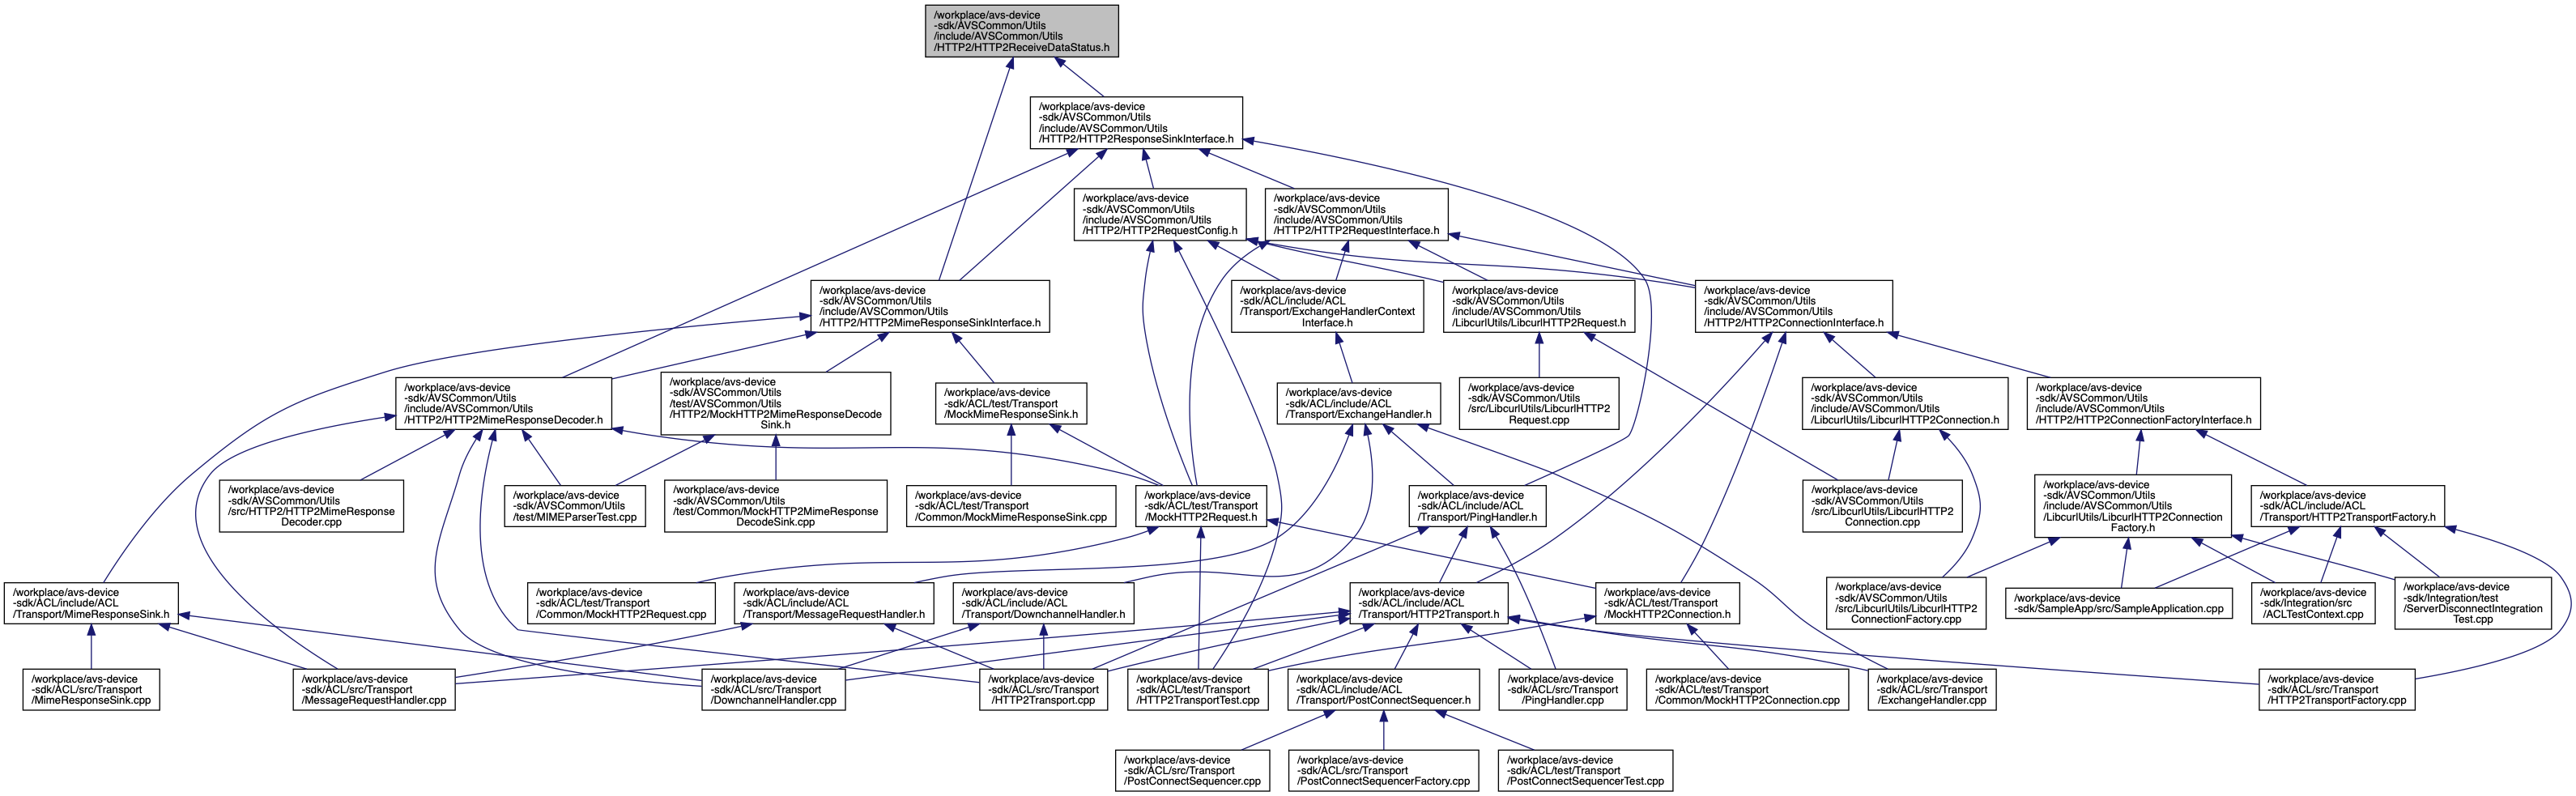 /workplace/avs-device
-sdk/AVSCommon/Utils
/include/AVSCommon/Utils
/HTTP2/HTTP2ReceiveDataStatus.h
/workplace/avs-device
-sdk/AVSCommon/Utils
/include/AVSCommon/Utils
/HTTP2/HTTP2ResponseSinkInterface.h
/workplace/avs-device
-sdk/AVSCommon/Utils
/include/AVSCommon/Utils
/HTTP2/HTTP2RequestConfig.h
/workplace/avs-device
-sdk/AVSCommon/Utils
/include/AVSCommon/Utils
/HTTP2/HTTP2RequestInterface.h
/workplace/avs-device
-sdk/AVSCommon/Utils
/include/AVSCommon/Utils
/HTTP2/HTTP2MimeResponseSinkInterface.h
/workplace/avs-device
-sdk/ACL/include/ACL
/Transport/ExchangeHandlerContext
Interface.h
/workplace/avs-device
-sdk/AVSCommon/Utils
/include/AVSCommon/Utils
/LibcurlUtils/LibcurlHTTP2Request.h
/workplace/avs-device
-sdk/AVSCommon/Utils
/include/AVSCommon/Utils
/HTTP2/HTTP2ConnectionInterface.h
/workplace/avs-device
-sdk/AVSCommon/Utils
/include/AVSCommon/Utils
/HTTP2/HTTP2MimeResponseDecoder.h
/workplace/avs-device
-sdk/AVSCommon/Utils
/test/AVSCommon/Utils
/HTTP2/MockHTTP2MimeResponseDecode
Sink.h
/workplace/avs-device
-sdk/ACL/test/Transport
/MockMimeResponseSink.h
/workplace/avs-device
-sdk/ACL/include/ACL
/Transport/ExchangeHandler.h
/workplace/avs-device
-sdk/AVSCommon/Utils
/src/LibcurlUtils/LibcurlHTTP2
Request.cpp
/workplace/avs-device
-sdk/AVSCommon/Utils
/include/AVSCommon/Utils
/LibcurlUtils/LibcurlHTTP2Connection.h
/workplace/avs-device
-sdk/AVSCommon/Utils
/include/AVSCommon/Utils
/HTTP2/HTTP2ConnectionFactoryInterface.h
/workplace/avs-device
-sdk/AVSCommon/Utils
/src/HTTP2/HTTP2MimeResponse
Decoder.cpp
/workplace/avs-device
-sdk/AVSCommon/Utils
/test/MIMEParserTest.cpp
/workplace/avs-device
-sdk/AVSCommon/Utils
/test/Common/MockHTTP2MimeResponse
DecodeSink.cpp
/workplace/avs-device
-sdk/ACL/test/Transport
/Common/MockMimeResponseSink.cpp
/workplace/avs-device
-sdk/ACL/test/Transport
/MockHTTP2Request.h
/workplace/avs-device
-sdk/ACL/include/ACL
/Transport/PingHandler.h
/workplace/avs-device
-sdk/AVSCommon/Utils
/src/LibcurlUtils/LibcurlHTTP2
Connection.cpp
/workplace/avs-device
-sdk/AVSCommon/Utils
/include/AVSCommon/Utils
/LibcurlUtils/LibcurlHTTP2Connection
Factory.h
/workplace/avs-device
-sdk/ACL/include/ACL
/Transport/HTTP2TransportFactory.h
/workplace/avs-device
-sdk/ACL/include/ACL
/Transport/MimeResponseSink.h
/workplace/avs-device
-sdk/ACL/test/Transport
/Common/MockHTTP2Request.cpp
/workplace/avs-device
-sdk/ACL/include/ACL
/Transport/MessageRequestHandler.h
/workplace/avs-device
-sdk/ACL/include/ACL
/Transport/DownchannelHandler.h
/workplace/avs-device
-sdk/ACL/include/ACL
/Transport/HTTP2Transport.h
/workplace/avs-device
-sdk/ACL/test/Transport
/MockHTTP2Connection.h
/workplace/avs-device
-sdk/AVSCommon/Utils
/src/LibcurlUtils/LibcurlHTTP2
ConnectionFactory.cpp
/workplace/avs-device
-sdk/SampleApp/src/SampleApplication.cpp
/workplace/avs-device
-sdk/Integration/src
/ACLTestContext.cpp
/workplace/avs-device
-sdk/Integration/test
/ServerDisconnectIntegration
Test.cpp
/workplace/avs-device
-sdk/ACL/src/Transport
/MimeResponseSink.cpp
/workplace/avs-device
-sdk/ACL/src/Transport
/MessageRequestHandler.cpp
/workplace/avs-device
-sdk/ACL/src/Transport
/DownchannelHandler.cpp
/workplace/avs-device
-sdk/ACL/src/Transport
/HTTP2Transport.cpp
/workplace/avs-device
-sdk/ACL/test/Transport
/HTTP2TransportTest.cpp
/workplace/avs-device
-sdk/ACL/include/ACL
/Transport/PostConnectSequencer.h
/workplace/avs-device
-sdk/ACL/src/Transport
/PingHandler.cpp
/workplace/avs-device
-sdk/ACL/test/Transport
/Common/MockHTTP2Connection.cpp
/workplace/avs-device
-sdk/ACL/src/Transport
/ExchangeHandler.cpp
/workplace/avs-device
-sdk/ACL/src/Transport
/HTTP2TransportFactory.cpp
/workplace/avs-device
-sdk/ACL/src/Transport
/PostConnectSequencer.cpp
/workplace/avs-device
-sdk/ACL/src/Transport
/PostConnectSequencerFactory.cpp
/workplace/avs-device
-sdk/ACL/test/Transport
/PostConnectSequencerTest.cpp